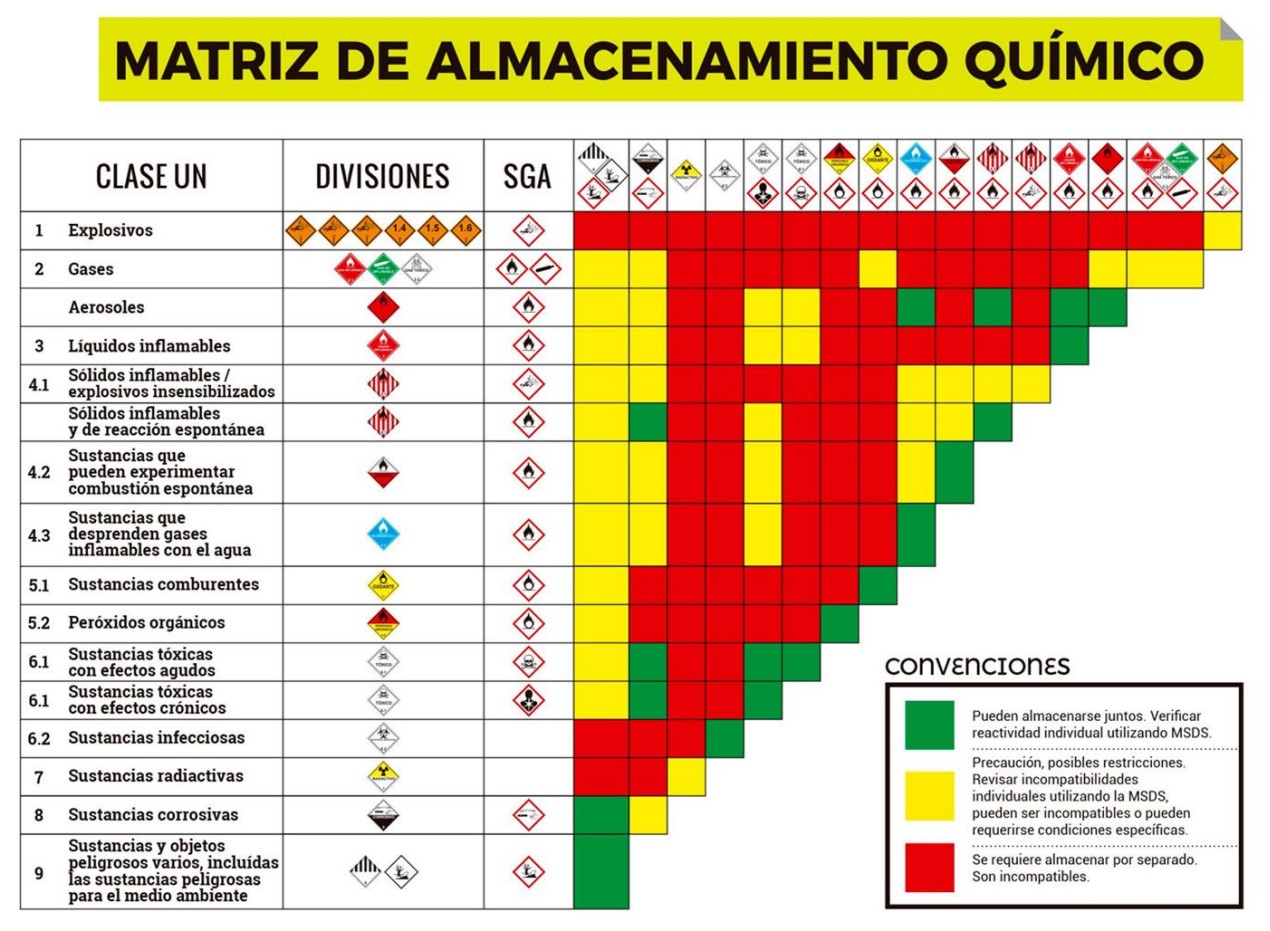 MATRIZ DE ALMACENAMIENTO QUÍMICO
CLASE UN
DIVISIONES
SGA
TÓXICO
TÓXICO
OXIDANTE
1 Explosivos
1.4
1.5
1.6
2 Gases
Aerosoles
3 Líquidos inflamables
4.1 Sólidos inflamables /
explosivos insensibilizados
Sólidos inflamables
y de reacción espontánea
4.2 Sustancias que
pueden experimentar
combustión espontánea
4.3 Sustancias que
desprenden gases
inflamables con el agua
5.1 Sustancias comburentes
OXIDANTE
5.2 Peróxidos orgánicos
6.1 Sustancias tóxicas
con efectos agudos
TÓXICO
6.1 Sustancias tóxicas
con efectos crónicos
TÓXICO
6.2 Sustancias infecciosas
7 Sustancias radiactivas
8 Sustancias corrosivas
9 Sustancias y objetos
peligrosos varios, incluídas
las sustancias peligrosas
para el medio ambiente
CONVENCIONES
Pueden almacenarse juntos. Verificar
reactividad individual utilizando MSDS.
Precaución, posibles restricciones.
Revisar incompatibilidades
individuales utilizando la MSDS,
pueden ser incompatibles o pueden
requerirse condiciones específicas.
Se requiere almacenar por separado.
Son incompatibles.